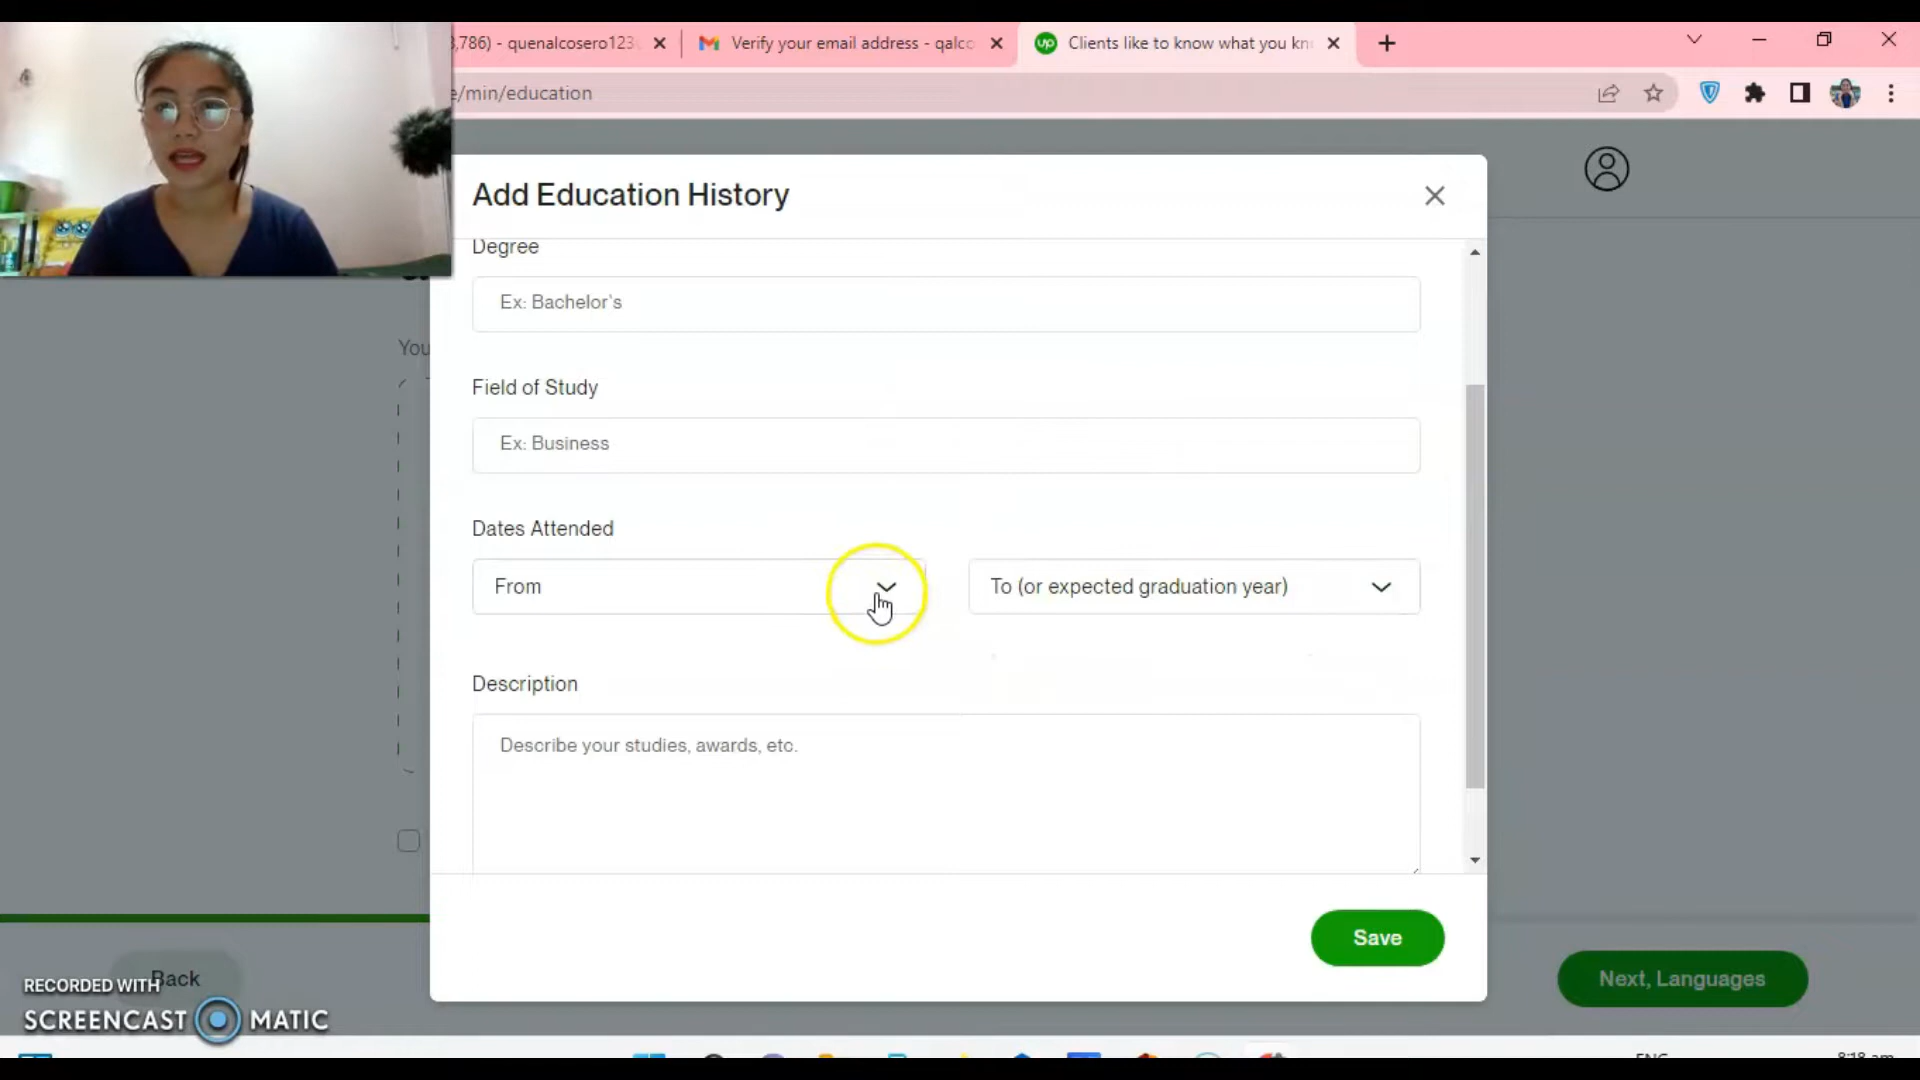 ,786) - quenalcosero123
Verify your email address - qalco
up
Clients like to know what you kn
e/min/education
Add Education History
Degree
Ex: Bachelor's
You
Field of Study
Ex: Business
Dates Attended
From
To (or expected graduation year)
Description
Describe your studies, awards, etc.
Save
Back
Next, Languages
RECORDED WITH
SCREENCAST MATIC